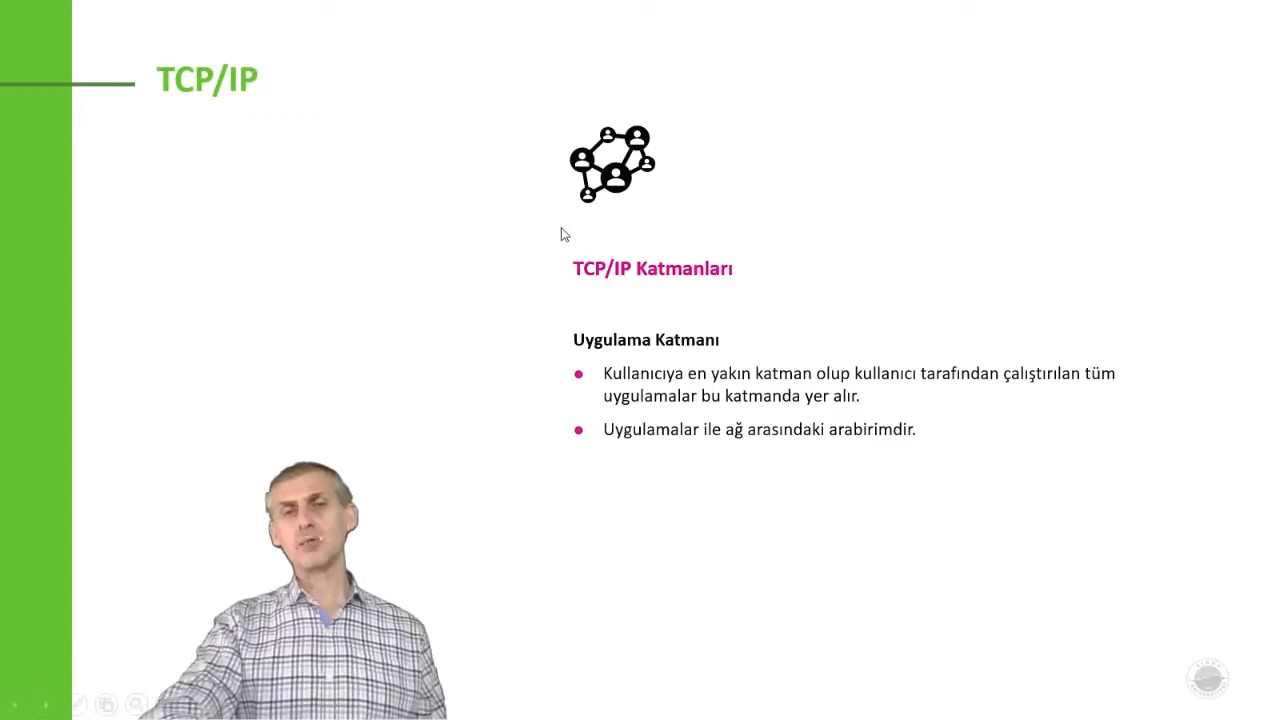 TCP/IP
TCP/IP Katmanları
Uygulama Katmanı
Kullanıcıya en yakın katman olup kullanıcı tarafından çalıştırılan tüm
uygulamalar bu katmanda yer alır.
Uygulamalar ile ağ arasındaki arabirimdir.